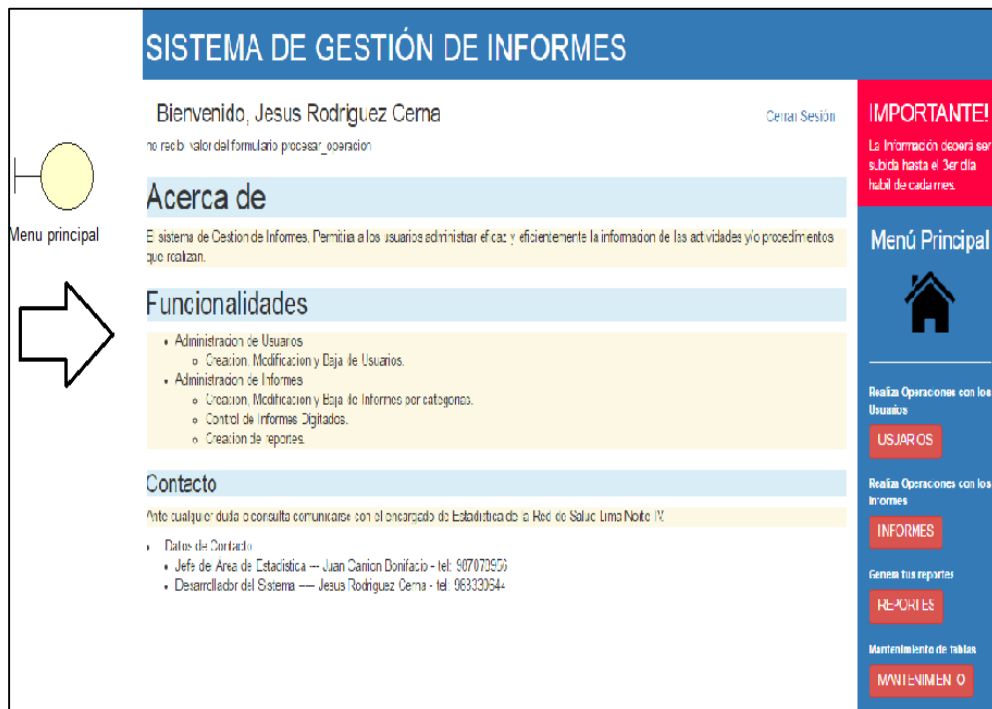 SISTEMA DE GESTIÓN DE INFORMES
Bienvenido, Jesus Rodriguez Cerna
Cerrar Sesión
no recibi valor del formulario procesar_operacion
Menu principal
Acerca de
El sistema de Gestion de Informes, Permitira a los usuarios administrar eficaz y eficientemente la informacion de las actividades y/o procedimientos
que realizan.
Funcionalidades
Administracion de Usuarios
Creacion, Modificacion y Baja de Usuarios.
Administracion de Informes
Creacion, Modificacion y Baja de Informes por categorias.
Control de Informes Digitados.
Creacion de reportes.
Contacto
Ante cualquier duda o consulta comunicarse con el encargado de Estadistica de la Red de Salud Lima Norte IV
Datos de Contacto
Jefe de Area de Estadistica --- Juan Carrion Bonifacio - tel:
Desarrollador del Sistema ---- Jesus Rodriguez Cerna - tel:
IMPORTANTE!
La Información deberá ser
subida hasta el 3er día
habil de cada mes.
Menú Principal
Realiza Operaciones con los
Usuarios
USUARIOS
Realiza Operaciones con los
Informes
INFORMES
Genera tus reportes
REPORTES
Mantenimiento de tablas
MANTENIMIENTO